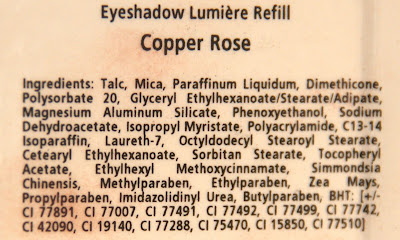 Eyeshadow Lumière Refill
Copper Rose
Ingredients: Talc, Mica, Paraffinum Liquidum, Dimethicone,
Polysorbate 20, Glyceryl Ethylhexanoate/Stearate/Adipate,
Magnesium Aluminum Silicate, Phenoxyethanol, Sodium
Dehydroacetate, Isopropyl Myristate, Polyacrylamide, C13-14
Isoparaffin, Laureth-7, Octyldodecyl Stearoyl Stearate,
Cetearyl Ethylhexanoate, Sorbitan Stearate, Tocopheryl
Acetate, Ethylhexyl Methoxycinnamate, Simmondsia
Chinensis, Methylparaben, Ethylparaben, Zea Mays,
Propylparaben, Imidazolidinyl Urea, Butylparaben, BHT: [+/-
CI 77891, CI 77007, CI 77491, CI 77492, CI 77499, CI 77742,
CI 42090, CI 19140, CI 77288, CI 75470, CI 15850, CI 77510]